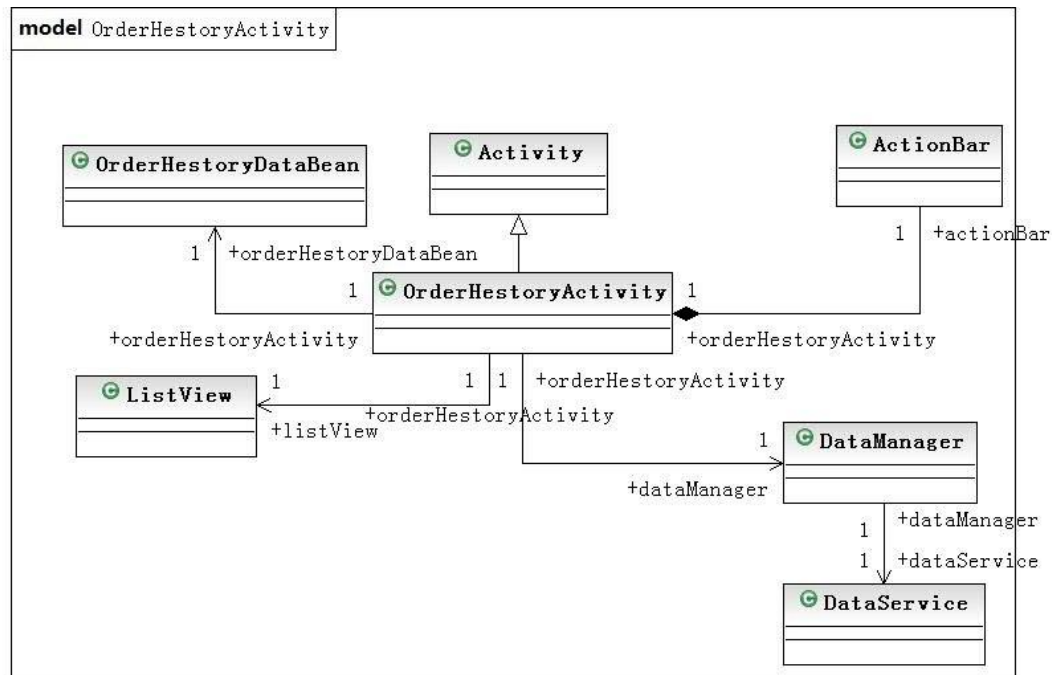 model OrderHestoryActivity
OrderHestoryDataBean
Activity
ActionBar
1
+orderHestoryDataBean
1
+actionBar
1
OrderHestoryActivity
1
+orderHestoryActivity
+orderHestoryActivity
ListView
1
1
1
+orderHestoryActivity
+orderHestoryActivity
+listView
1
DataManager
+dataManager
1
+dataManager
1
+dataService
DataService